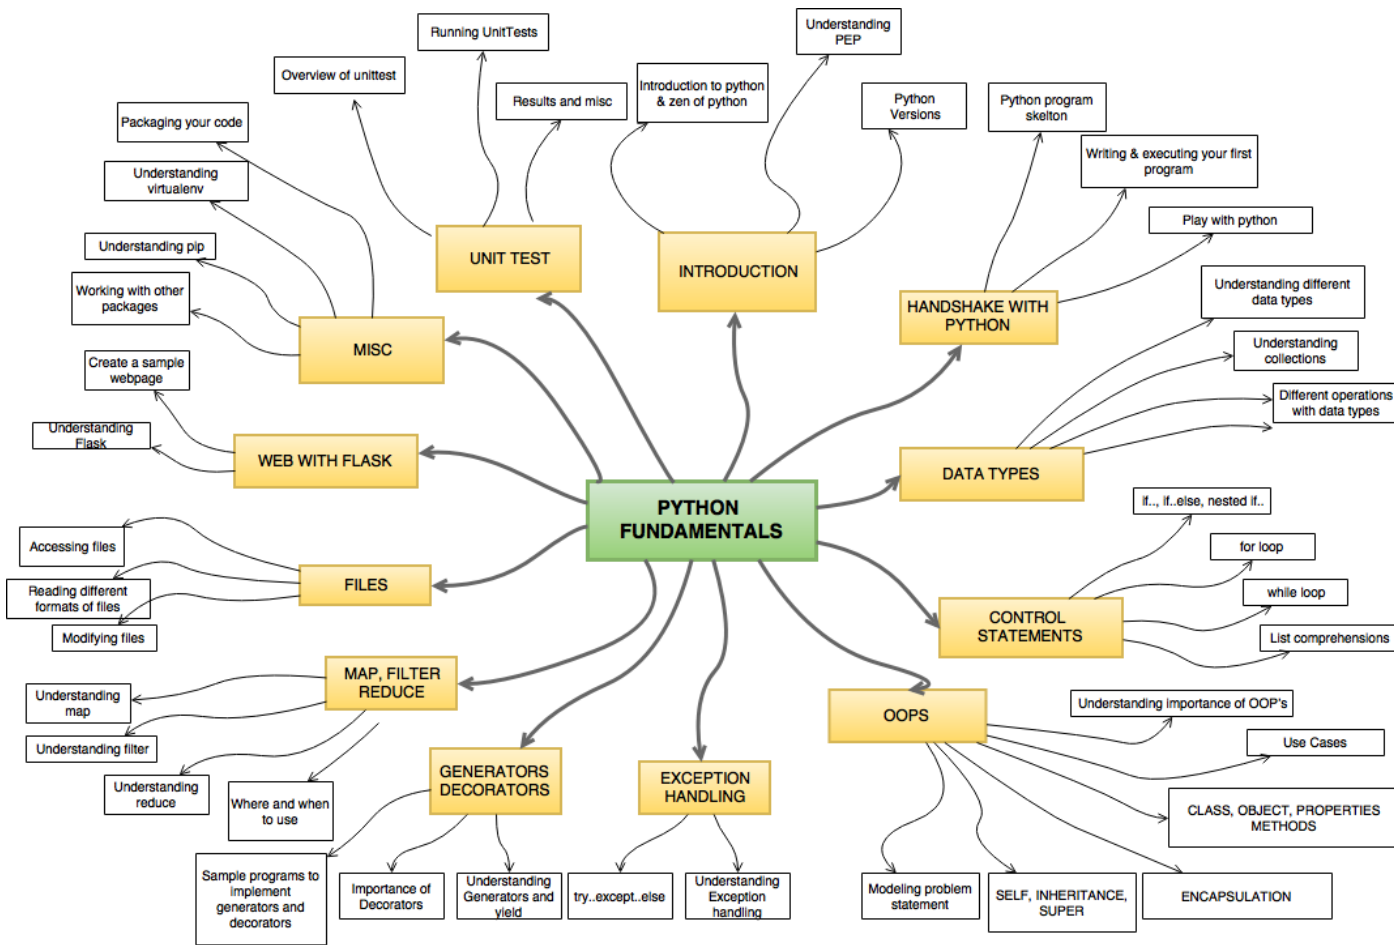 Understanding
PEP
Running UnitTests
Overview of unittest
Results and misc
Introduction to python
& zen of python
Python
Versions
Python program
skelton
Packaging your code
Writing & executing your first
program
Understanding
virtualenv
Play with python
Understanding pip
UNIT TEST
INTRODUCTION
Understanding different
data types
Working with other
packages
HANDSHAKE WITH
PYTHON
MISC
Understanding
collections
Create a sample
webpage
Different operations
with data types
Understanding
Flask
WEB WITH FLASK
DATA TYPES
PYTHON
FUNDAMENTALS
if.., if..else, nested if..
Accessing files
for loop
FILES
Reading different
formats of files
while loop
CONTROL
STATEMENTS
Modifying files
List comprehensions
MAP, FILTER
REDUCE
Understanding
map
Understanding importance of OOP's
OOPS
Understanding filter
Use Cases
GENERATORS
DECORATORS
EXCEPTION
HANDLING
Understanding
reduce
Where and when
to use
CLASS, OBJECT, PROPERTIES
METHODS
Sample programs to
implement
generators and
decorators
Importance of
Decorators
Understanding
Generators and
yield
try..except..else
Understanding
Exception
handling
Modeling problem
statement
SELF, INHERITANCE,
SUPER
ENCAPSULATION